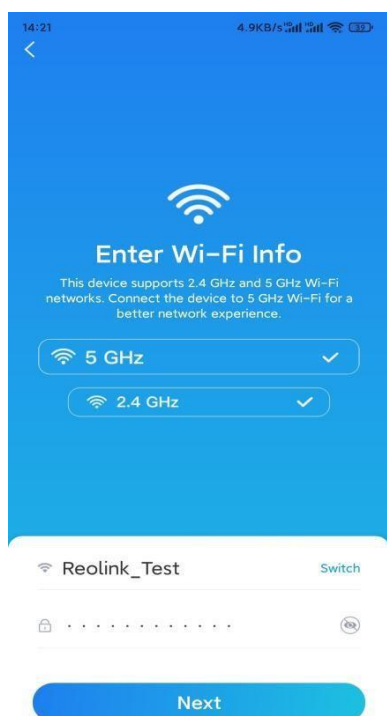 14:21
4.9KB/s
Enter Wi-Fi Info
This device supports 2.4 GHz and 5 GHz Wi-Fi
networks. Connect the device to 5 GHz Wi-Fi for a
better network experience.
5 GHz
2.4 GHz
Reolink_Test
Switch
Next